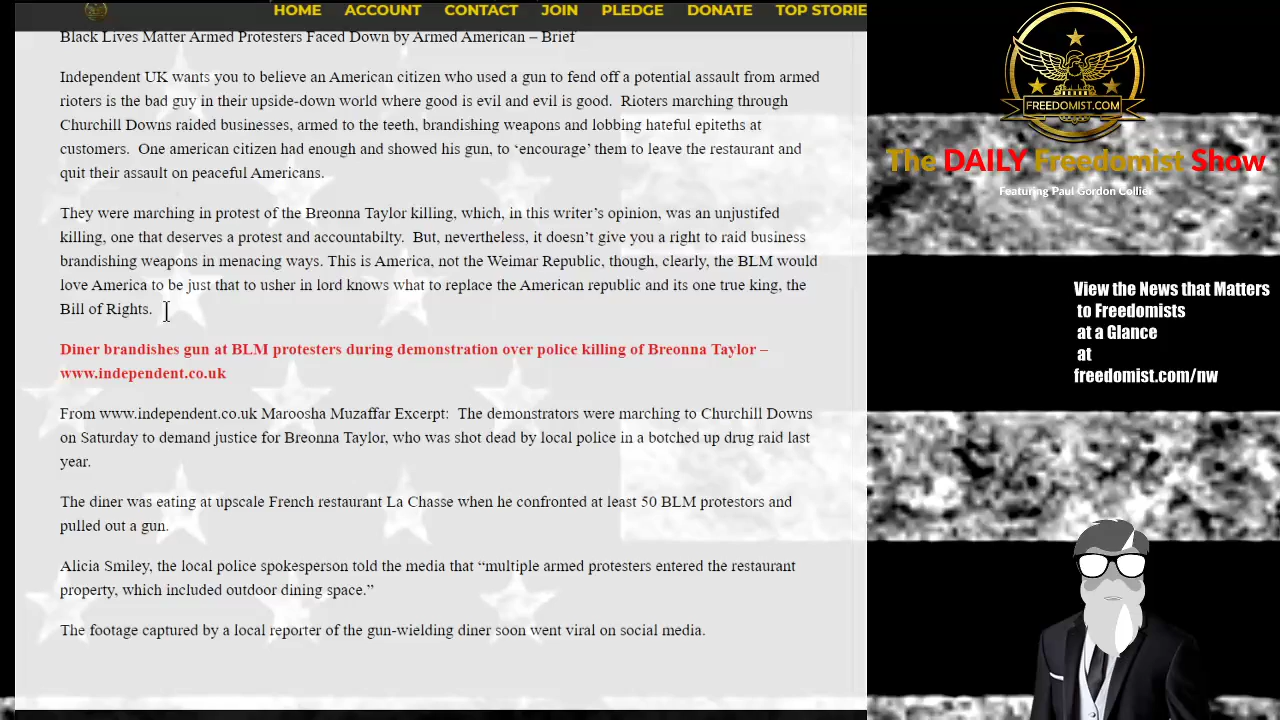 HOME ACCOUNT CONTACT JOIN PLEDGE DONATE TOP STORIE
Black Lives Matter Armed Protesters Faced Down by Armed American – Brief
Independent UK wants you to believe an American citizen who used a gun to fend off a potential assault from armed
rioters is the bad guy in their upside-down world where good is evil and evil is good.  Rioters marching through
Churchill Downs raided businesses, armed to the teeth, brandishing weapons and lobbing hateful epiteths at
customers.  One american citizen had enough and showed his gun, to ‘encourage’ them to leave the restaurant and
quit their assault on peaceful Americans.
They were marching in protest of the Breonna Taylor killing, which, in this writer’s opinion, was an unjustifed
killing, one that deserves a protest and accountabilty.  But, nevertheless, it doesn’t give you a right to raid business
brandishing weapons in menacing ways. This is America, not the Weimar Republic, though, clearly, the BLM would
love America to be just that to usher in lord knows what to replace the American republic and its one true king, the
Bill of Rights.
Diner brandishes gun at BLM protesters during demonstration over police killing of Breonna Taylor –
www.independent.co.uk
From www.independent.co.uk Maroosha Muzaffar Excerpt:  The demonstrators were marching to Churchill Downs
on Saturday to demand justice for Breonna Taylor, who was shot dead by local police in a botched up drug raid last
year.
The diner was eating at upscale French restaurant La Chasse when he confronted at least 50 BLM protestors and
pulled out a gun.
Alicia Smiley, the local police spokesperson told the media that “multiple armed protesters entered the restaurant
property, which included outdoor dining space.”
The footage captured by a local reporter of the gun-wielding diner soon went viral on social media.
FREEDOMIST.COM
The DAILY Freedomist Show
Featuring Paul Gordon Collie
View the News that Matters
to Freedomists
at a Glance
at
freedomist.com/nw